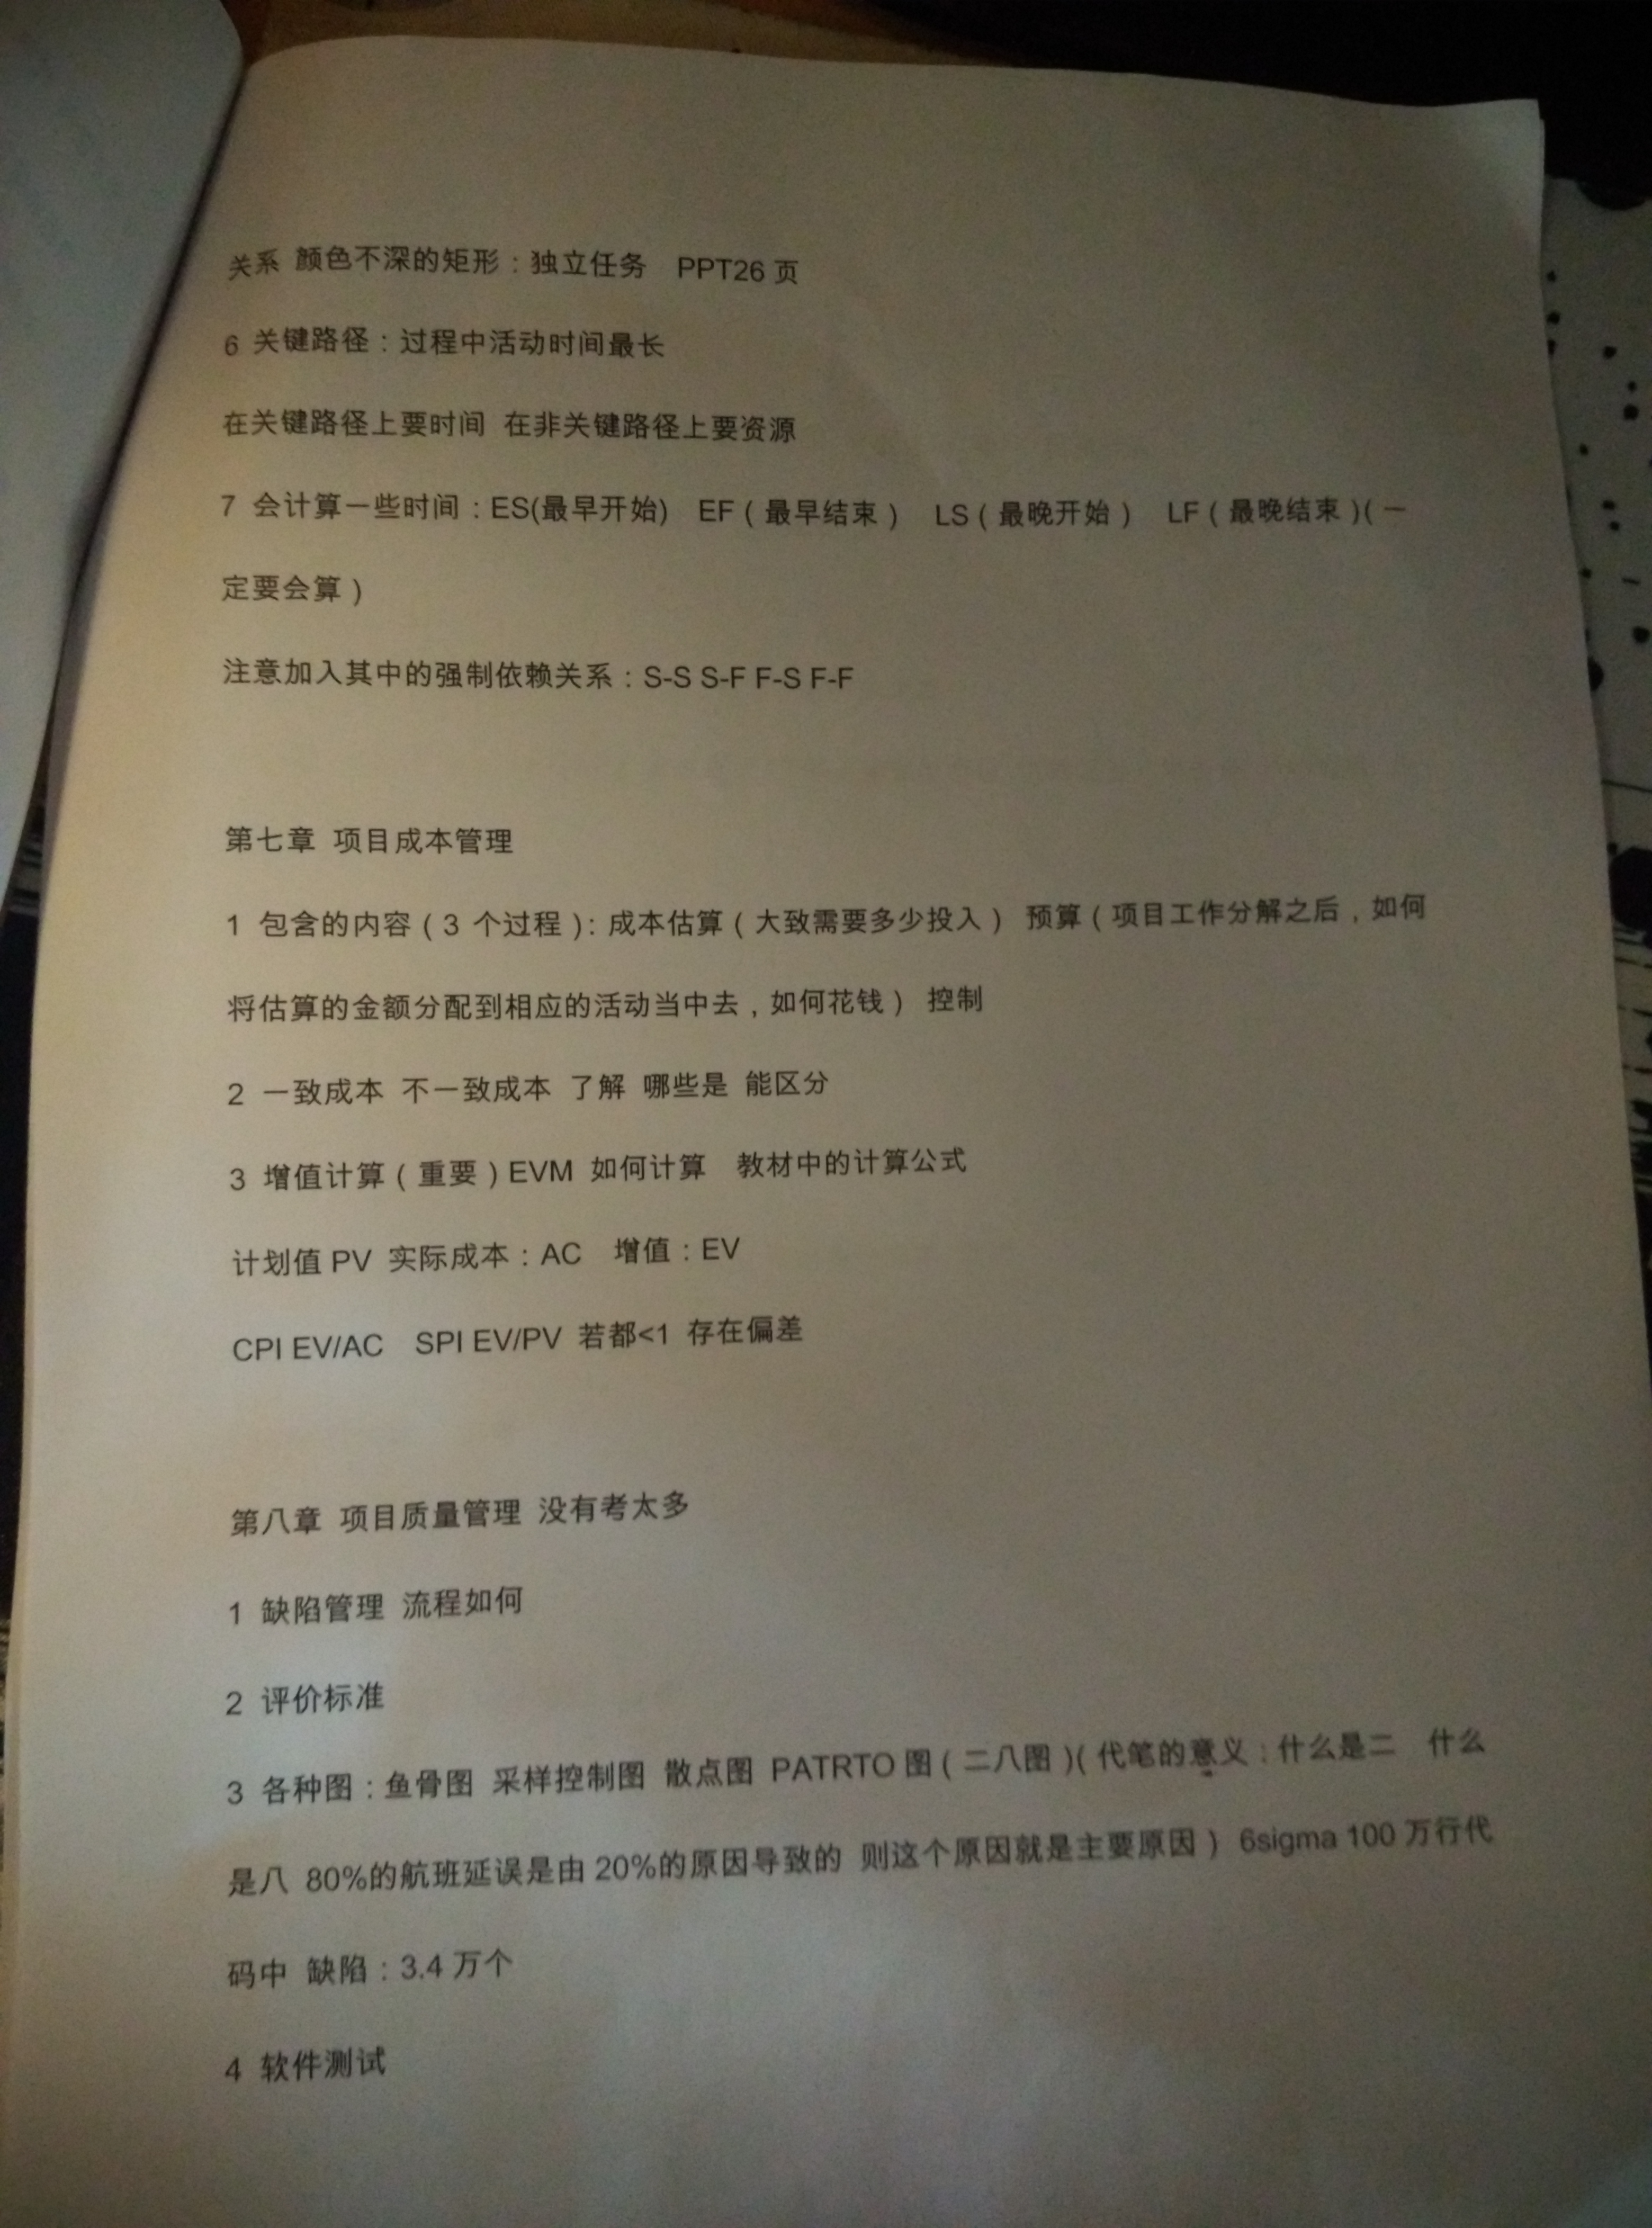 关系 颜色不深的矩形：独立任务 PPT26 页
6 关键路径：过程中活动时间最长
在关键路径上要时间 在非关键路径上要资源
7 会计算一些时间：ES(最早开始) EF（最早结束） LS（最晚开始） LF（最晚结束）(一
定要会算）
注意加入其中的强制依赖关系：S-S S-F F-S F-F
第七章 项目成本管理
1 包含的内容（3 个过程）：成本估算（大致需要多少投入） 预算（项目工作分解之后，如何
将估算的金额分配到相应的活动当中去，如何花钱） 控制
2 一致成本 不一致成本 了解 哪些是 能区分
3 增值计算（重要）EVM 如何计算 教材中的计算公式
计划值 PV 实际成本：AC 增值：EV
CPI EV/AC SPI EV/PV 若都<1 存在偏差
第八章 项目质量管理 没有考太多
1 缺陷管理 流程如何
2 评价标准
3 各种图：鱼骨图 采样控制图 散点图 PATRTO 图（二八图）(代笔的意义：什么是二 什么
是八 80%的航班延误是由 20%的原因导致的 则这个原因就是主要原因） 6sigma 100 万行代
码中 缺陷：3.4 万个
4 软件测试